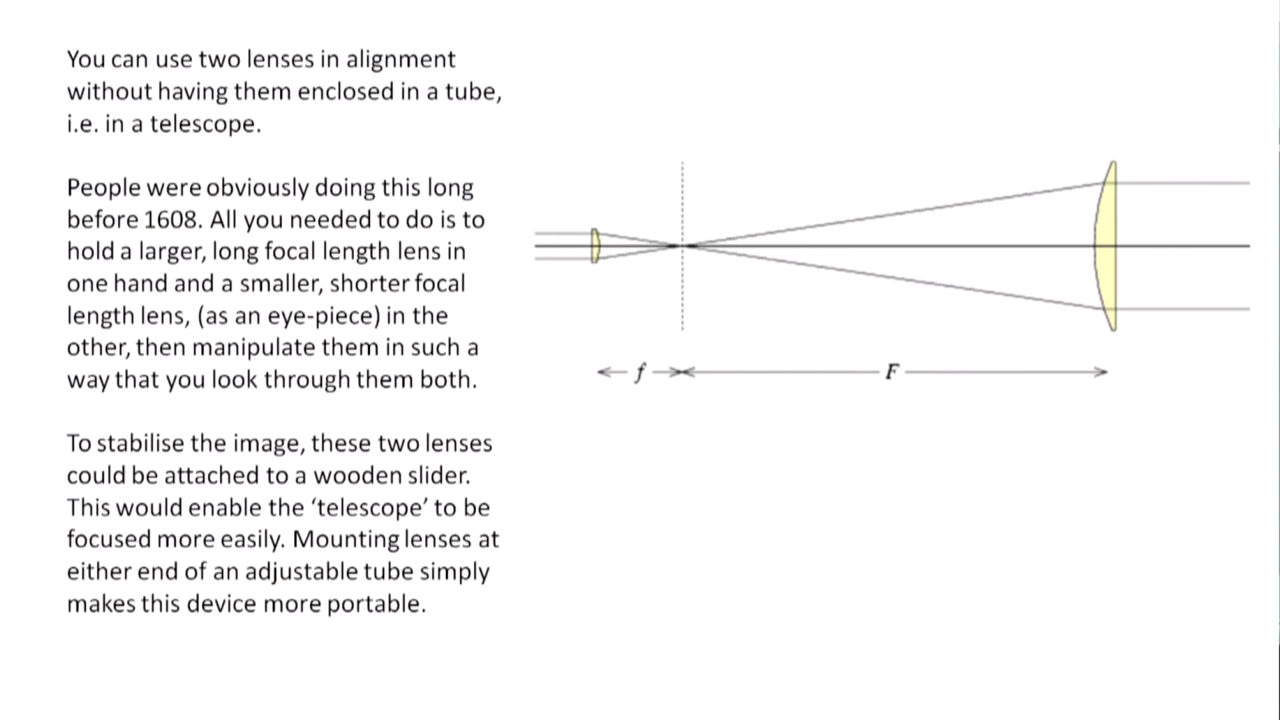 You can use two lenses in alignment
without having them enclosed in a tube,
i.e. in a telescope.
People were obviously doing this long
before 1608. All you needed to do is to
hold a larger, long focal length lens in
one hand and a smaller, shorter focal
length lens, (as an eye-piece) in the
other, then manipulate them in such a
way that you look through them both.
To stabilise the image, these two lenses
could be attached to a wooden slider.
This would enable the ‘telescope’ to be
focused more easily. Mounting lenses at
either end of an adjustable tube simply
makes this device more portable.
f F